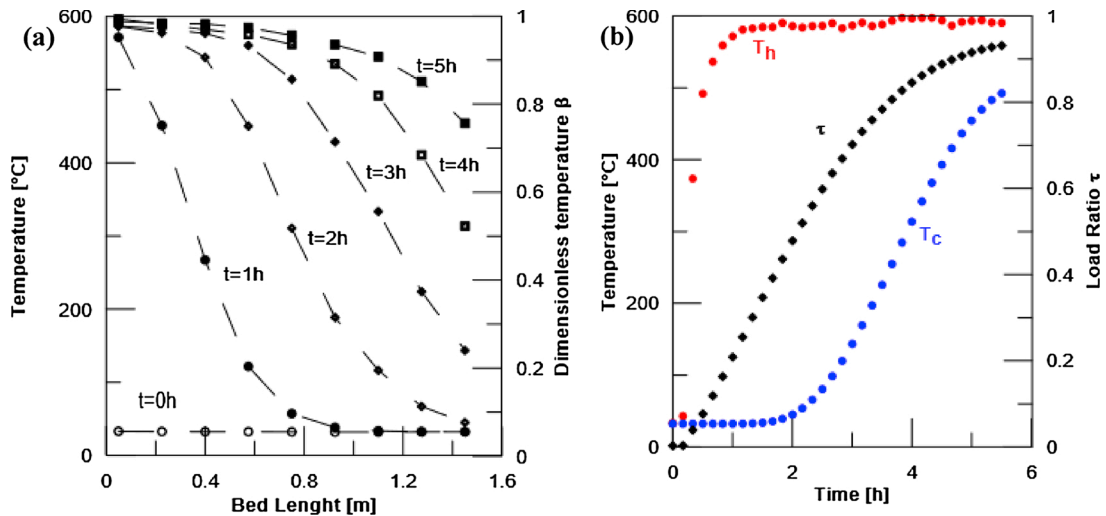 (a)
Temperature [°C]
600
400
200
0
t=0h
t=1h
t=2h
t=3h
t=4h
t=5h
0
0.4
0.8
1.2
1.6
Bed Lenght [m]
1
0.8
0.6
0.4
0.2
0
Dimensionless temperature β
(b)
Temperature [°C]
600
400
200
0
Th
τ
Tc
0
2
4
6
Time [h]
1
0.8
0.6
0.4
0.2
0
Load Ratio τ